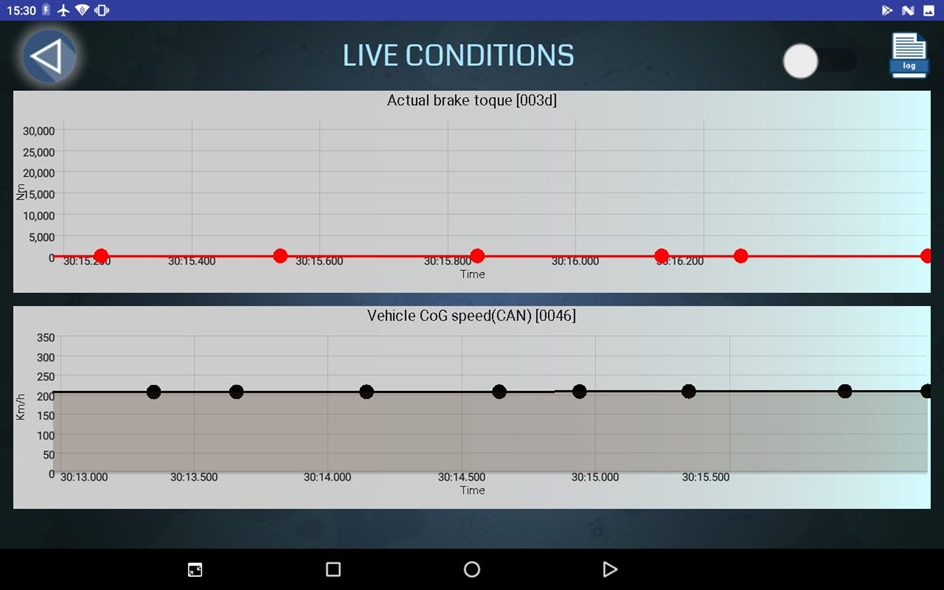 15:30
LIVE CONDITIONS
log
Actual brake toque [003d]
30,000
25,000
20,000
15,000
10,000
5,000
0
Nm
30:15.200 30:15.400 30:15.600 30:15.800 30:16.000 30:16.200
Time
Vehicle CoG speed(CAN) [0046]
350
300
250
200
150
100
50
0
Km/h
30:13.000 30:13.500 30:14.000 30:14.500 30:15.000 30:15.500
Time